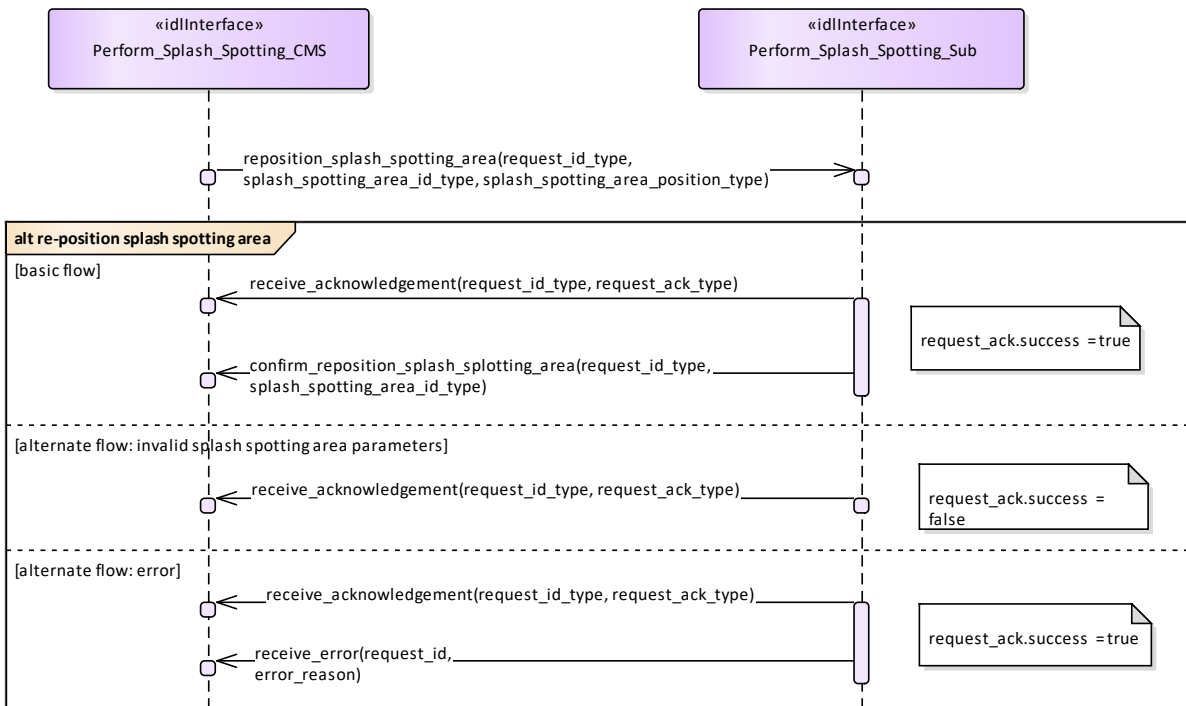 «idlInterface»
Perform_Splash_Spotting_CMS
«idlInterface»
Perform_Splash_Spotting_Sub
reposition_splash_spotting_area(request_id_type,
splash_spotting_area_id_type, splash_spotting_area_position_type)
alt re-position splash spotting area
[basic flow]
receive_acknowledgement(request_id_type, request_ack_type)
request_ack.success = true
confirm_reposition_splash_splotting_area(request_id_type,
splash_spotting_area_id_type)
[alternate flow: invalid splash spotting area parameters]
receive_acknowledgement(request_id_type, request_ack_type)
request_ack.success =
false
[alternate flow: error]
receive_acknowledgement(request_id_type, request_ack_type)
request_ack.success = true
receive_error(request_id,
error_reason)